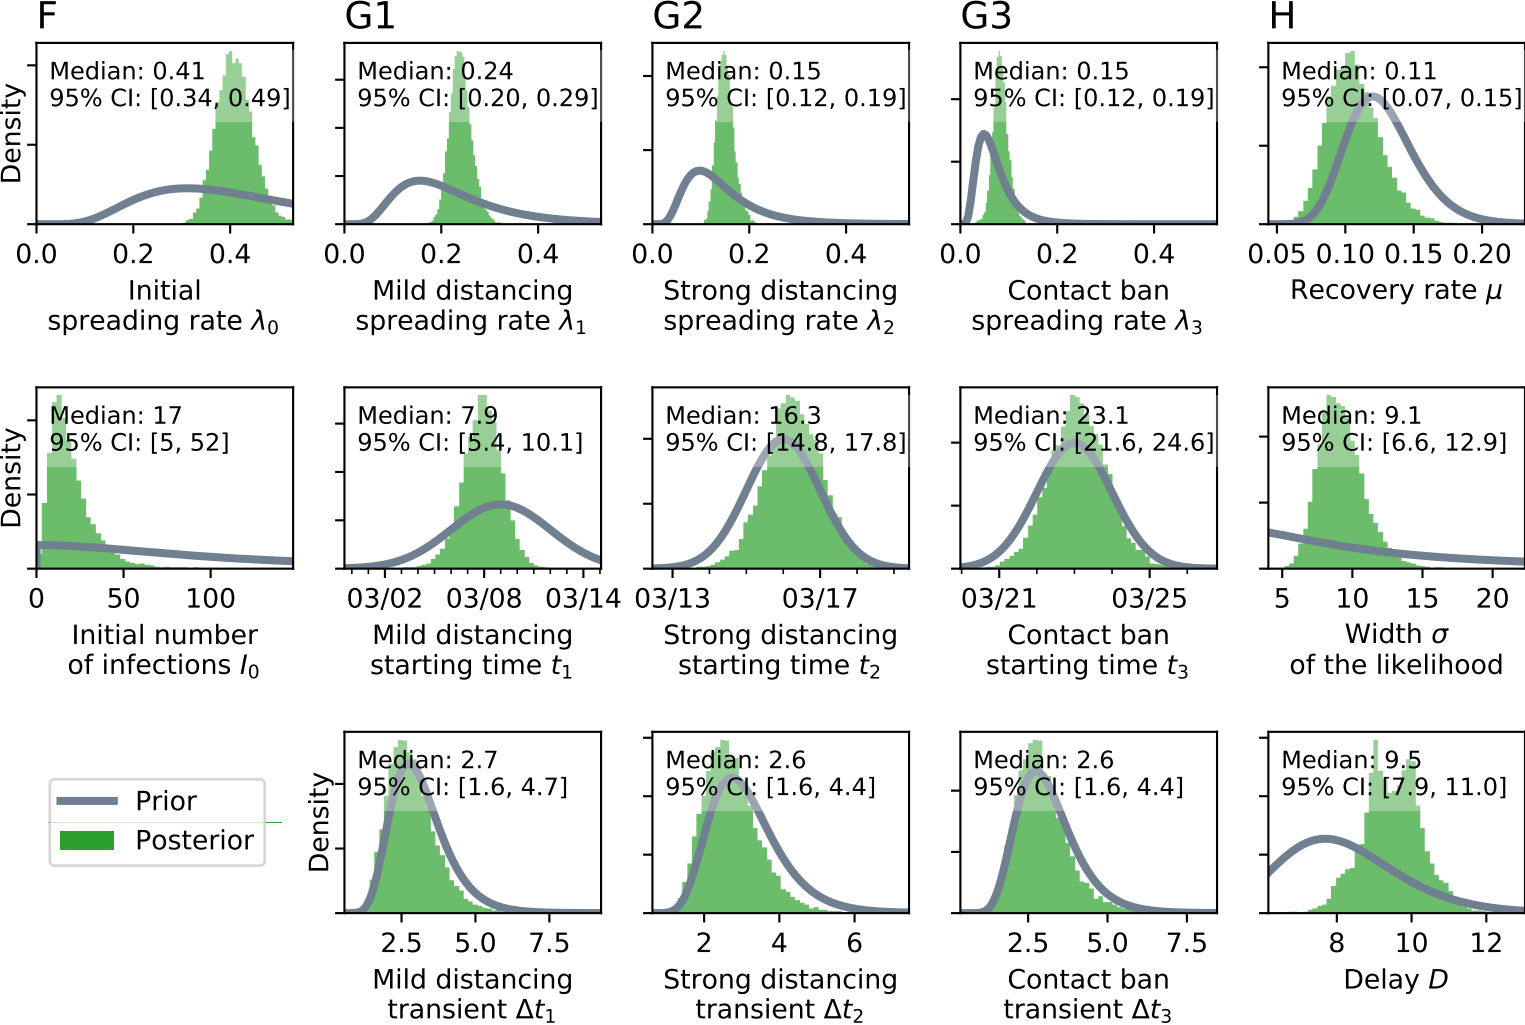 F
G1
G2
G3
H
Density
Median: 0.41
95% CI: [0.34, 0.49]
0.0 0.2 0.4
Initial
spreading rate λ0
Median: 0.24
95% CI: [0.20, 0.29]
0.0 0.2 0.4
Mild distancing
spreading rate λ1
Median: 0.15
95% CI: [0.12, 0.19]
0.0 0.2 0.4
Strong distancing
spreading rate λ2
Median: 0.15
95% CI: [0.12, 0.19]
0.0 0.2 0.4
Contact ban
spreading rate λ3
Median: 0.11
95% CI: [0.07, 0.15]
0.05 0.10 0.15 0.20
Recovery rate μ
Density
Median: 17
95% CI: [5, 52]
0 50 100
Initial number
of infections I0
Median: 7.9
95% CI: [5.4, 10.1]
03/02 03/08 03/14
Mild distancing
starting time t1
Median: 16.3
95% CI: [14.8, 17.8]
03/13 03/17
Strong distancing
starting time t2
Median: 23.1
95% CI: [21.6, 24.6]
03/21 03/25
Contact ban
starting time t3
Median: 9.1
95% CI: [6.6, 12.9]
5 10 15 20
Width σ
of the likelihood
Prior
Posterior
Density
Median: 2.7
95% CI: [1.6, 4.7]
2.5 5.0 7.5
Mild distancing
transient Δt1
Median: 2.6
95% CI: [1.6, 4.4]
2 4 6
Strong distancing
transient Δt2
Median: 2.6
95% CI: [1.6, 4.4]
2.5 5.0 7.5
Contact ban
transient Δt3
Median: 9.5
95% CI: [7.9, 11.0]
8 10 12
Delay D